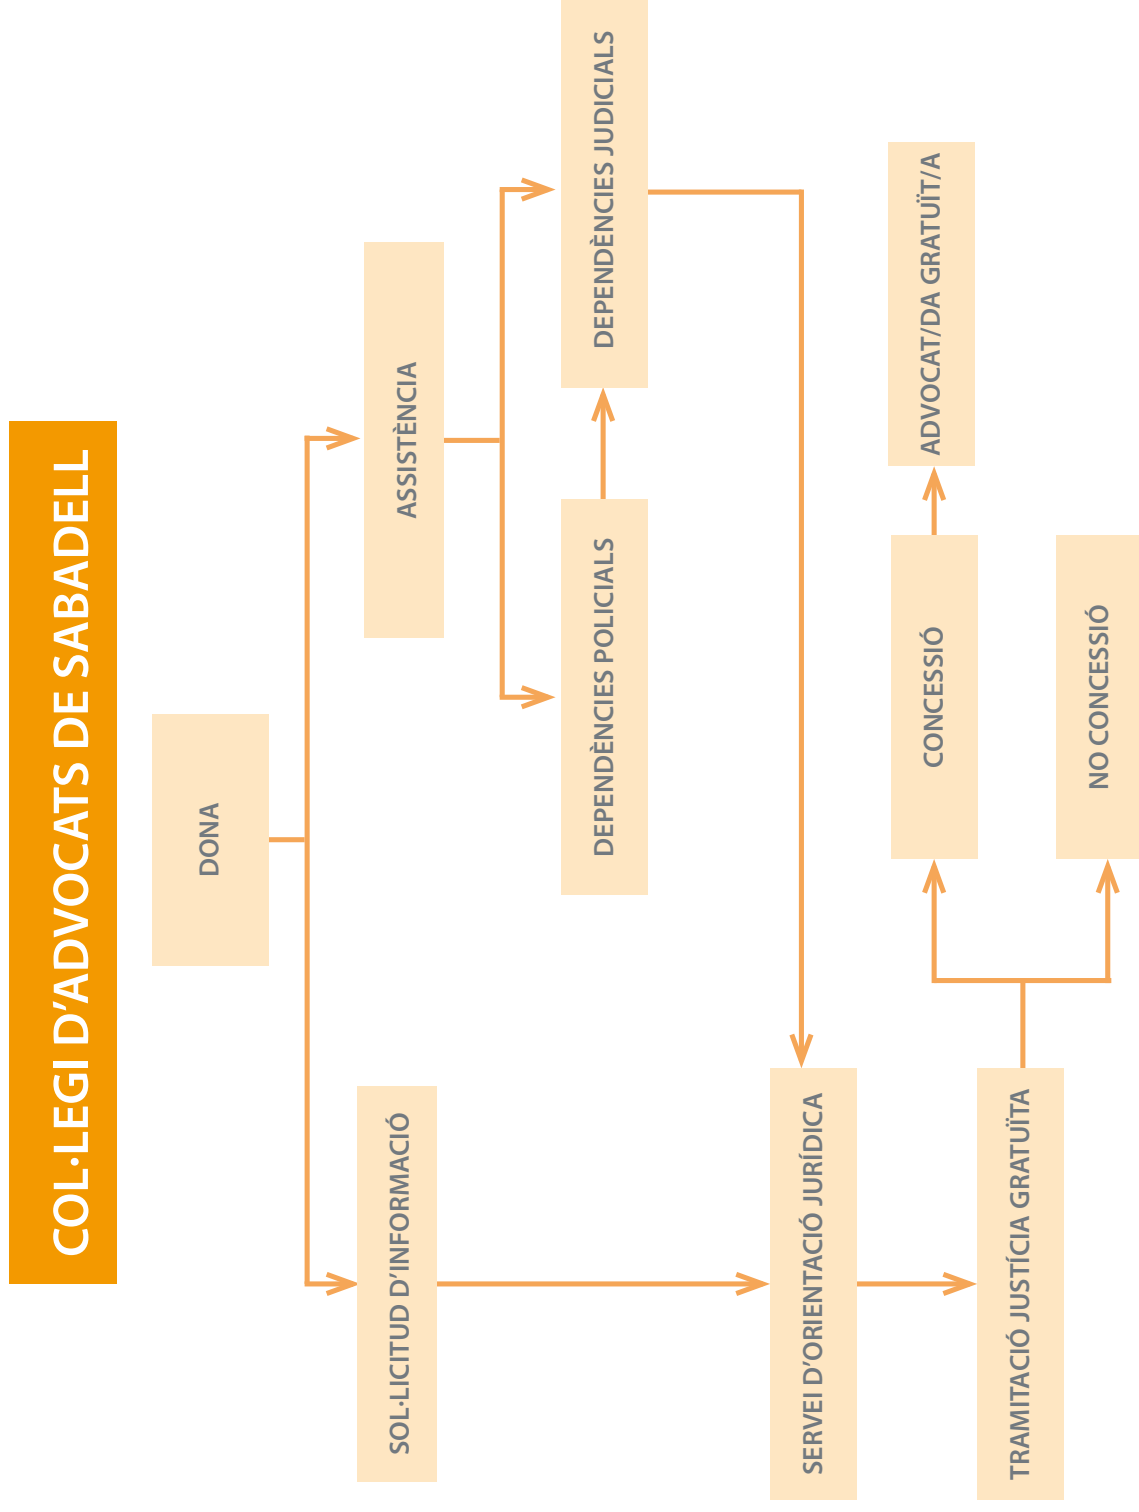 COL·LEGI D’ADVOCATS DE SABADELL
DONA
SOL·LICITUD D’INFORMACIÓ
ASSISTÈNCIA
DEPENDÈNCIES POLICIALS
DEPENDÈNCIES JUDICIALS
SERVEI D’ORIENTACIÓ JURÍDICA
TRAMITACIÓ JUSTÍCIA GRATUÏTA
CONCESSIÓ
ADVOCAT/DA GRATUÏT/A
NO CONCESSIÓ